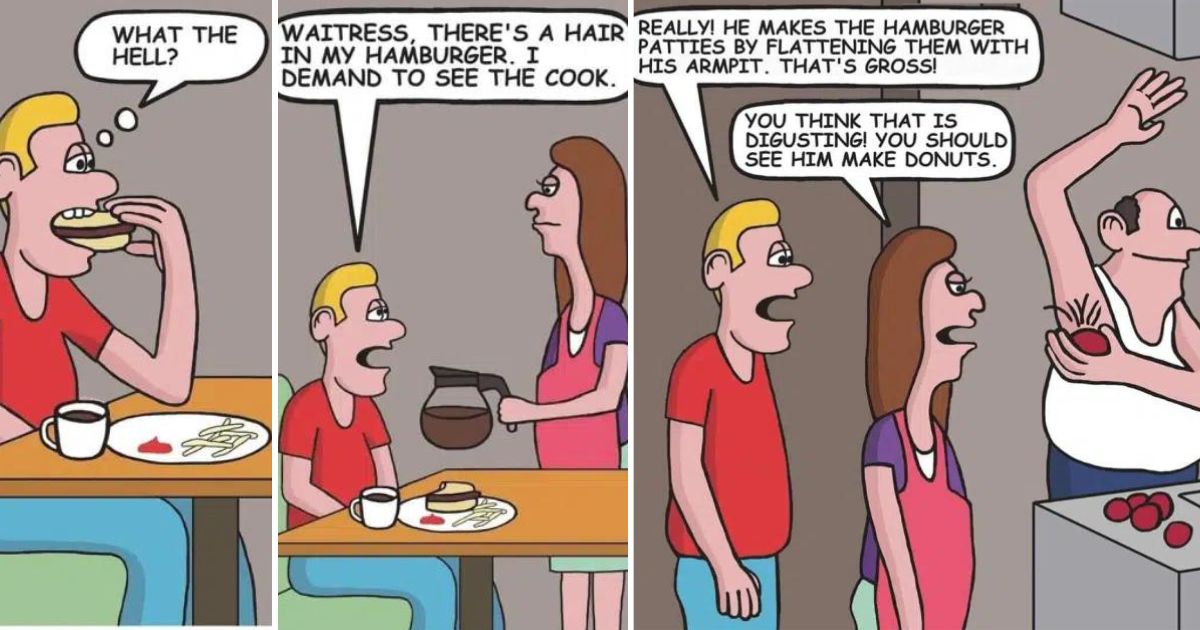 WHAT THE
HELL?
WAITRESS, THERE'S A HAIR
IN MY HAMBURGER. I
DEMAND TO SEE THE COOK.
REALLY! HE MAKES THE HAMBURGER
PATTIES BY FLATTENING THEM WITH
HIS ARMPIT. THAT'S GROSS!
YOU THINK THAT IS
DIGUSTING! YOU SHOULD
SEE HIM MAKE DONUTS.